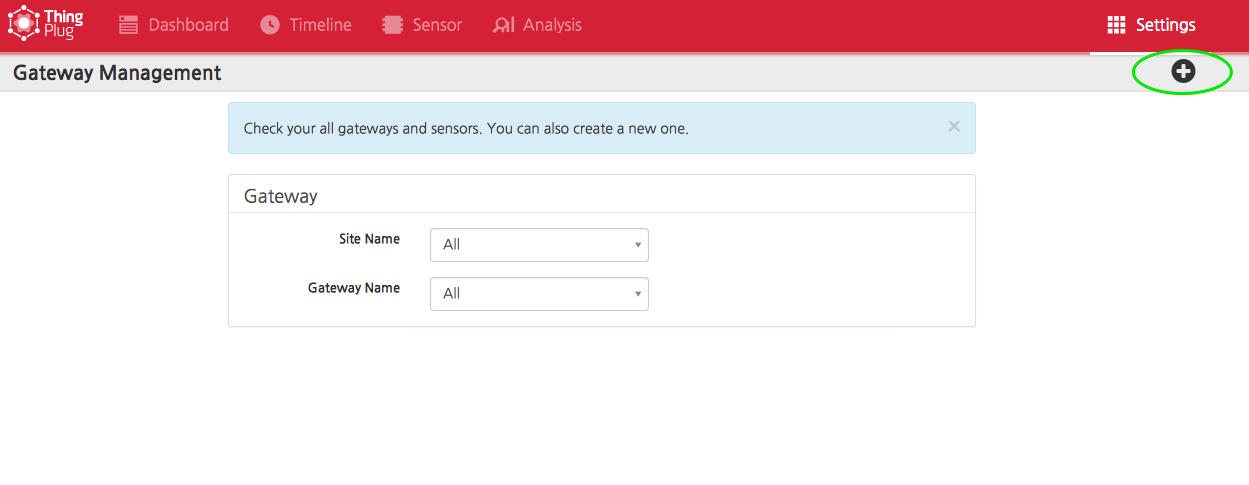 Thing
Plug
Dashboard
Timeline
Sensor
Analysis
Settings
Gateway Management
Check your all gateways and sensors. You can also create a new one.
Gateway
Site Name
All
Gateway Name
All